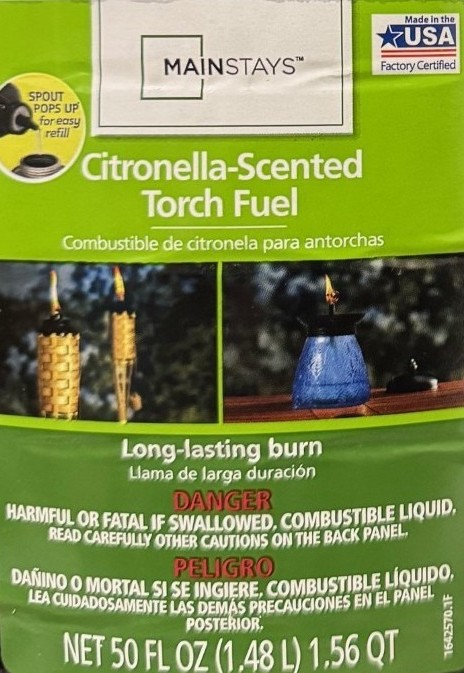 Made in the
USA
Factory Certified
MAINSTAYS™
SPOUT
POPS UP
for easy
refill
Citronella-Scented
Torch Fuel
Combustible de citronela para antorchas
Long-lasting burn
Llama de larga duración
DANGER
HARMFUL OR FATAL IF SWALLOWED, COMBUSTIBLE LIQUID.
READ CAREFULLY OTHER CAUTIONS ON THE BACK PANEL.
PELIGRO
DAÑINO O MORTAL SI SE INGIERE, COMBUSTIBLE LÍQUIDO.
LEA CUIDADOSAMENTE LAS DEMÁS PRECAUCIONES EN EL PÁNEL
POSTERIOR.
NET 50 FL OZ (1,48 L) 1.56 QT
1642570.1F